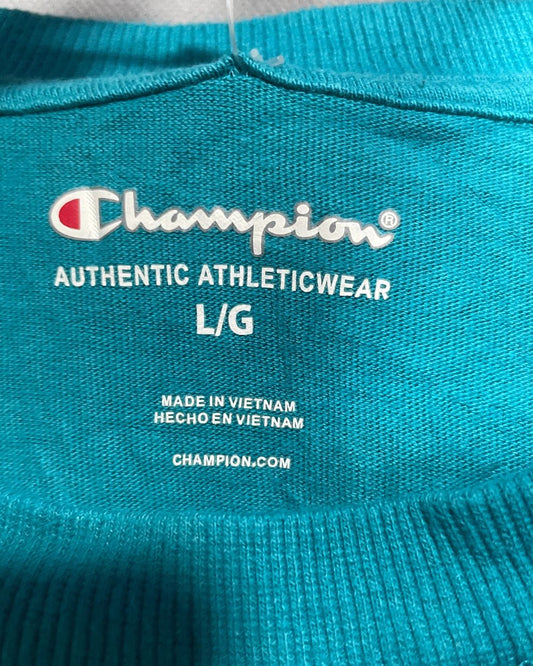 Champion®
AUTHENTIC ATHLETICWEAR
L/G
MADE IN VIETNAM
HECHO EN VIETNAM
CHAMPION.COM